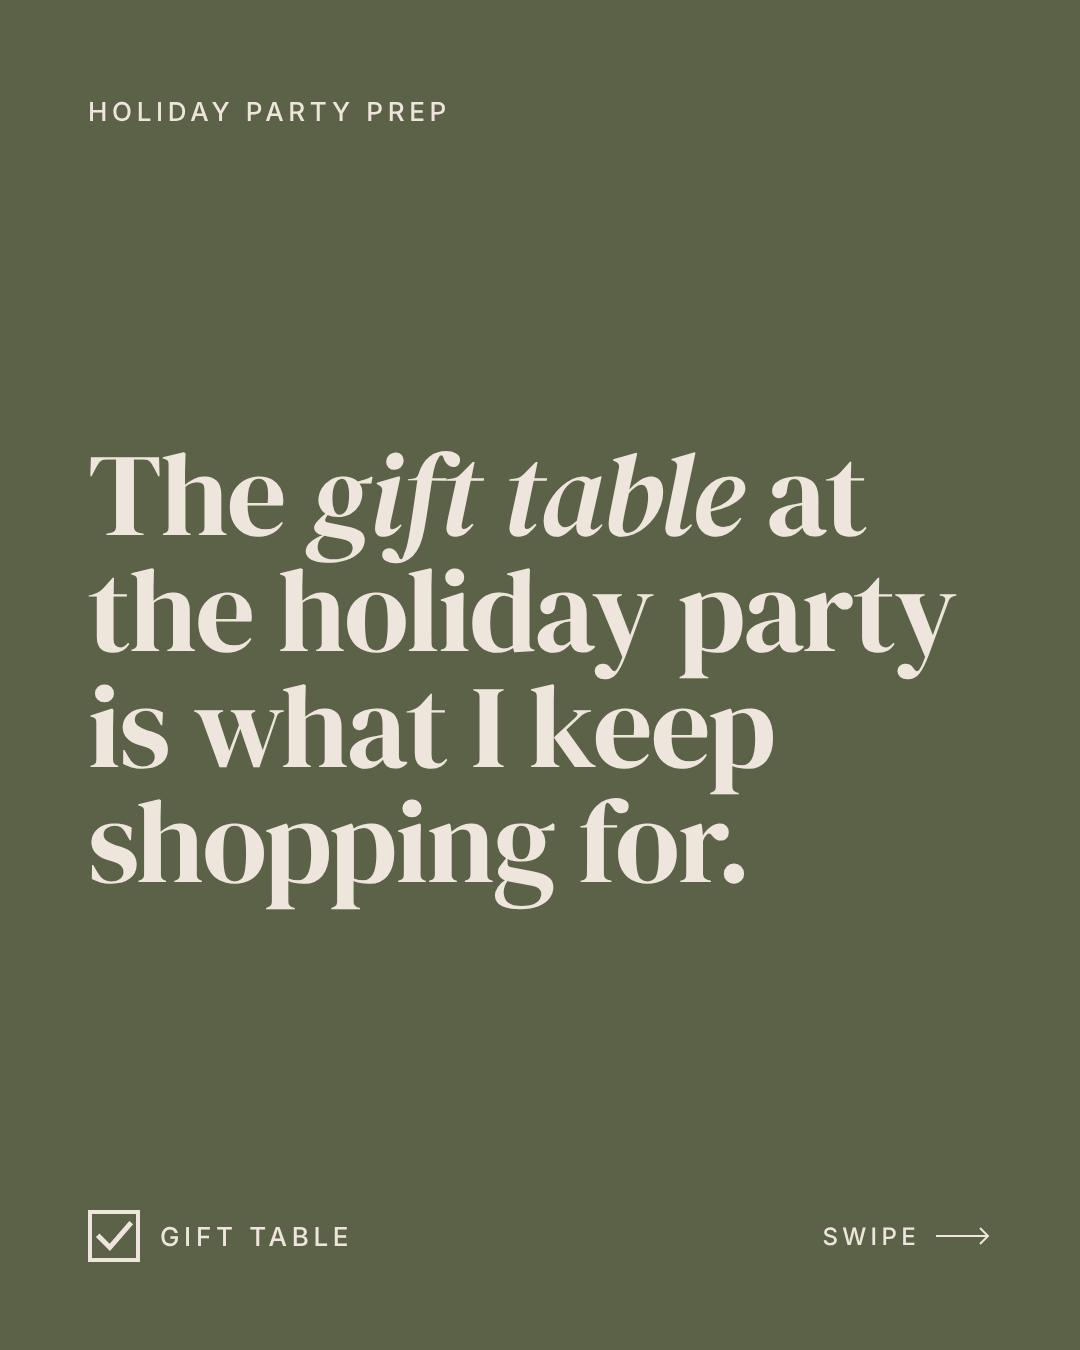 HOLIDAY PARTY PREP
The gift table at
the holiday party
is what I keep
shopping for.
GIFT TABLE
SWIPE